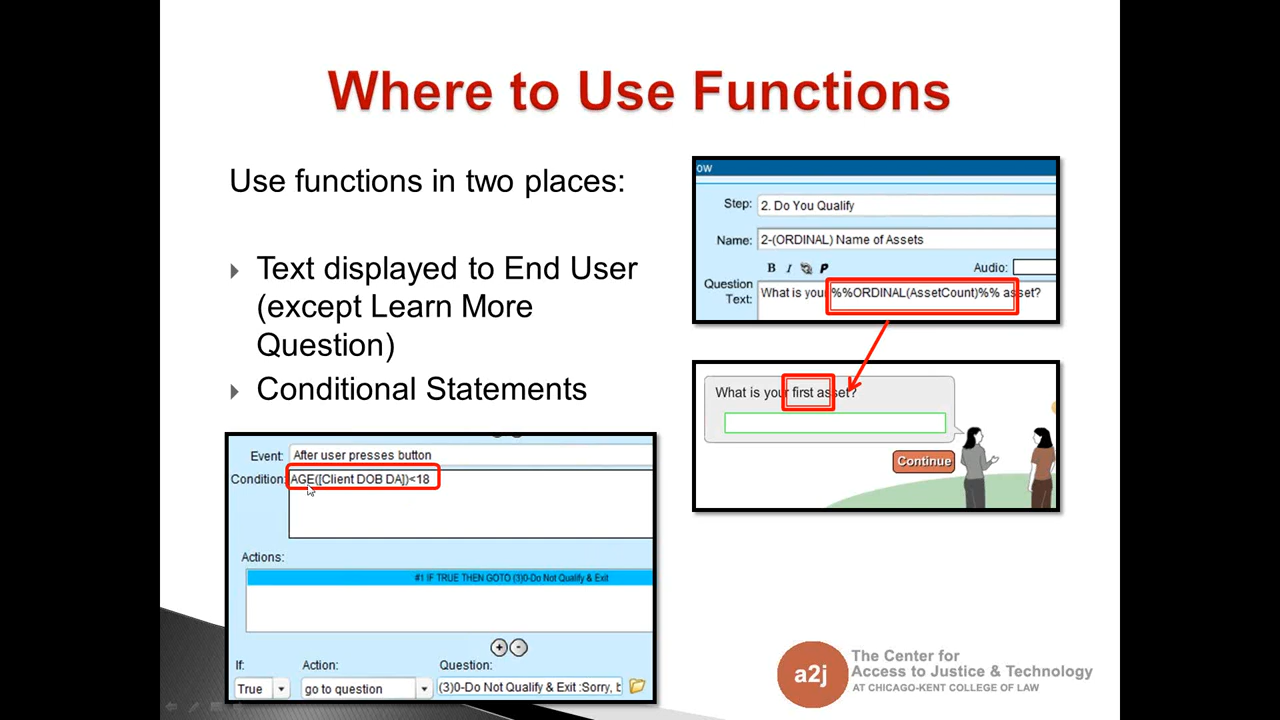 Where to Use Functions
Use functions in two places:
Text displayed to End User
(except Learn More
Question)
Conditional Statements
ow
Step: 2. Do You Qualify
Name: 2-(ORDINAL) Name of Assets
B I P Audio:
Question
Text: What is your %%ORDINAL(AssetCount)%% asset?
What is your first asset?
Continue
Event: After user presses button
Condition: AGE([Client DOB DA])<18
Actions:
#1 IF TRUE THEN GOTO (3)0-Do Not Qualify & Exit
+ -
If: Action: Question:
True go to question (3)0-Do Not Qualify & Exit :Sorry, t
a2j
The Center for
Access to Justice & Technology
AT CHICAGO-KENT COLLEGE OF LAW